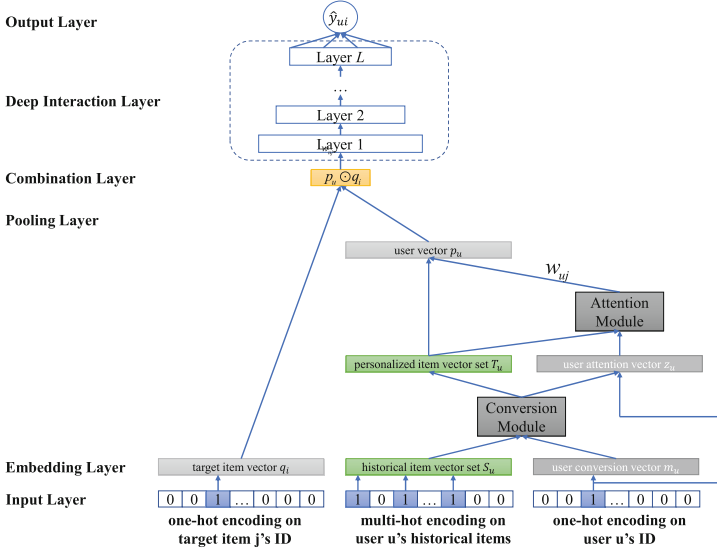 Output Layer
ŷui
Layer L
...
Deep Interaction Layer
Layer 2
Layer 1
Combination Layer
pu ⊙ qi
Pooling Layer
user vector pu
wuj
Attention
Module
personalized item vector set Tu
user attention vector zu
Conversion
Module
Embedding Layer
target item vector qi
historical item vector set Su
user conversion vector mu
Input Layer
0 0 1 ... 0 0 0
1 0 1 ... 1 0 0
0 0 1 ... 0 0 0
one-hot encoding on
target item j's ID
multi-hot encoding on
user u's historical items
one-hot encoding on
user u's ID